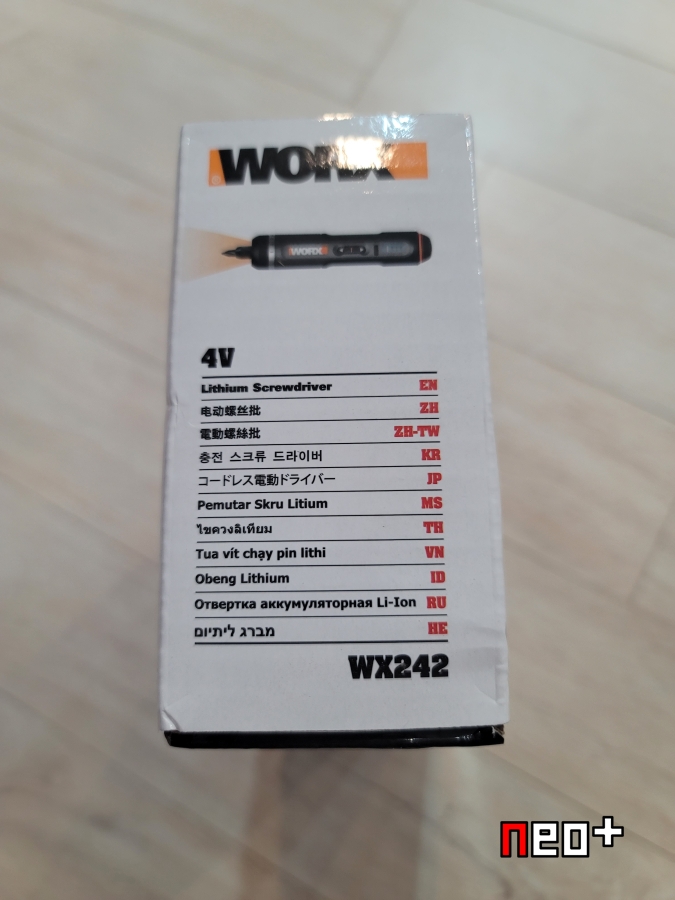 WORX
WORX
4V
Lithium Screwdriver EN
电动螺丝批 ZH
電動螺絲批 ZH-TW
충전 스크류 드라이버 KR
コードレス電動ドライバー JP
Pemutar Skru Litium MS
ไขควงลิเทียม TH
Tua vít chạy pin lithi VN
Obeng Lithium ID
Отвертка аккумуляторная Li-Ion RU
מברג ליתיום HE
WX242
neo+